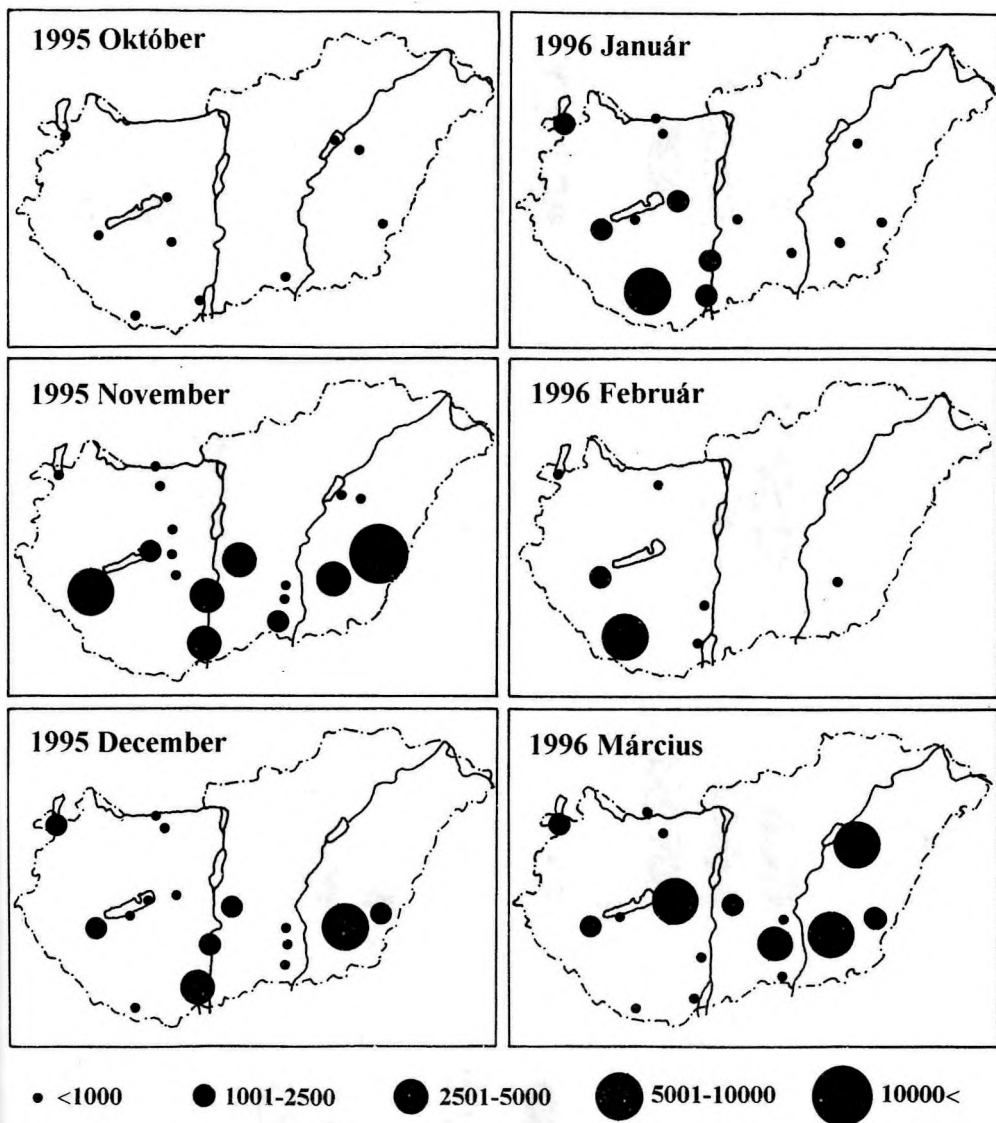 1995 Október
1996 Január
1995 November
1996 Február
1995 December
1996 Március
<1000 1001-2500 2501-5000 5001-10000 10000<